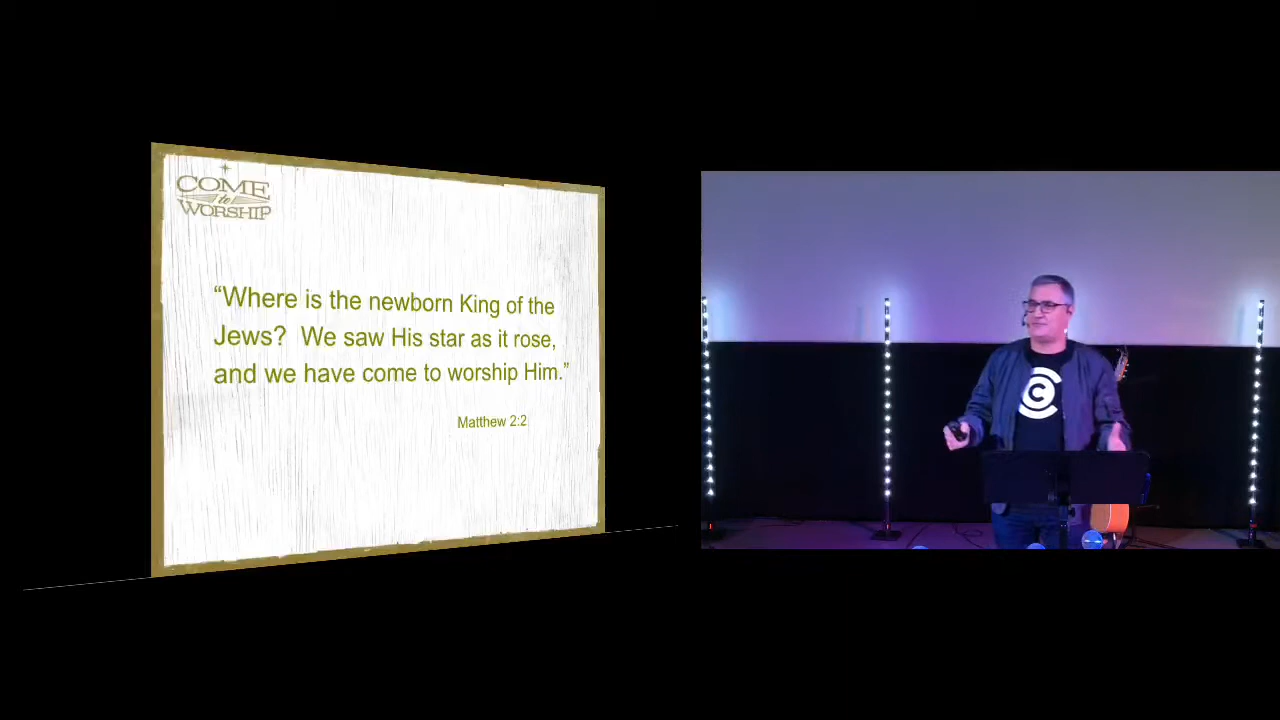 COME
to
WORSHIP
“Where is the newborn King of the
Jews?  We saw His star as it rose,
and we have come to worship Him.”
Matthew 2:2